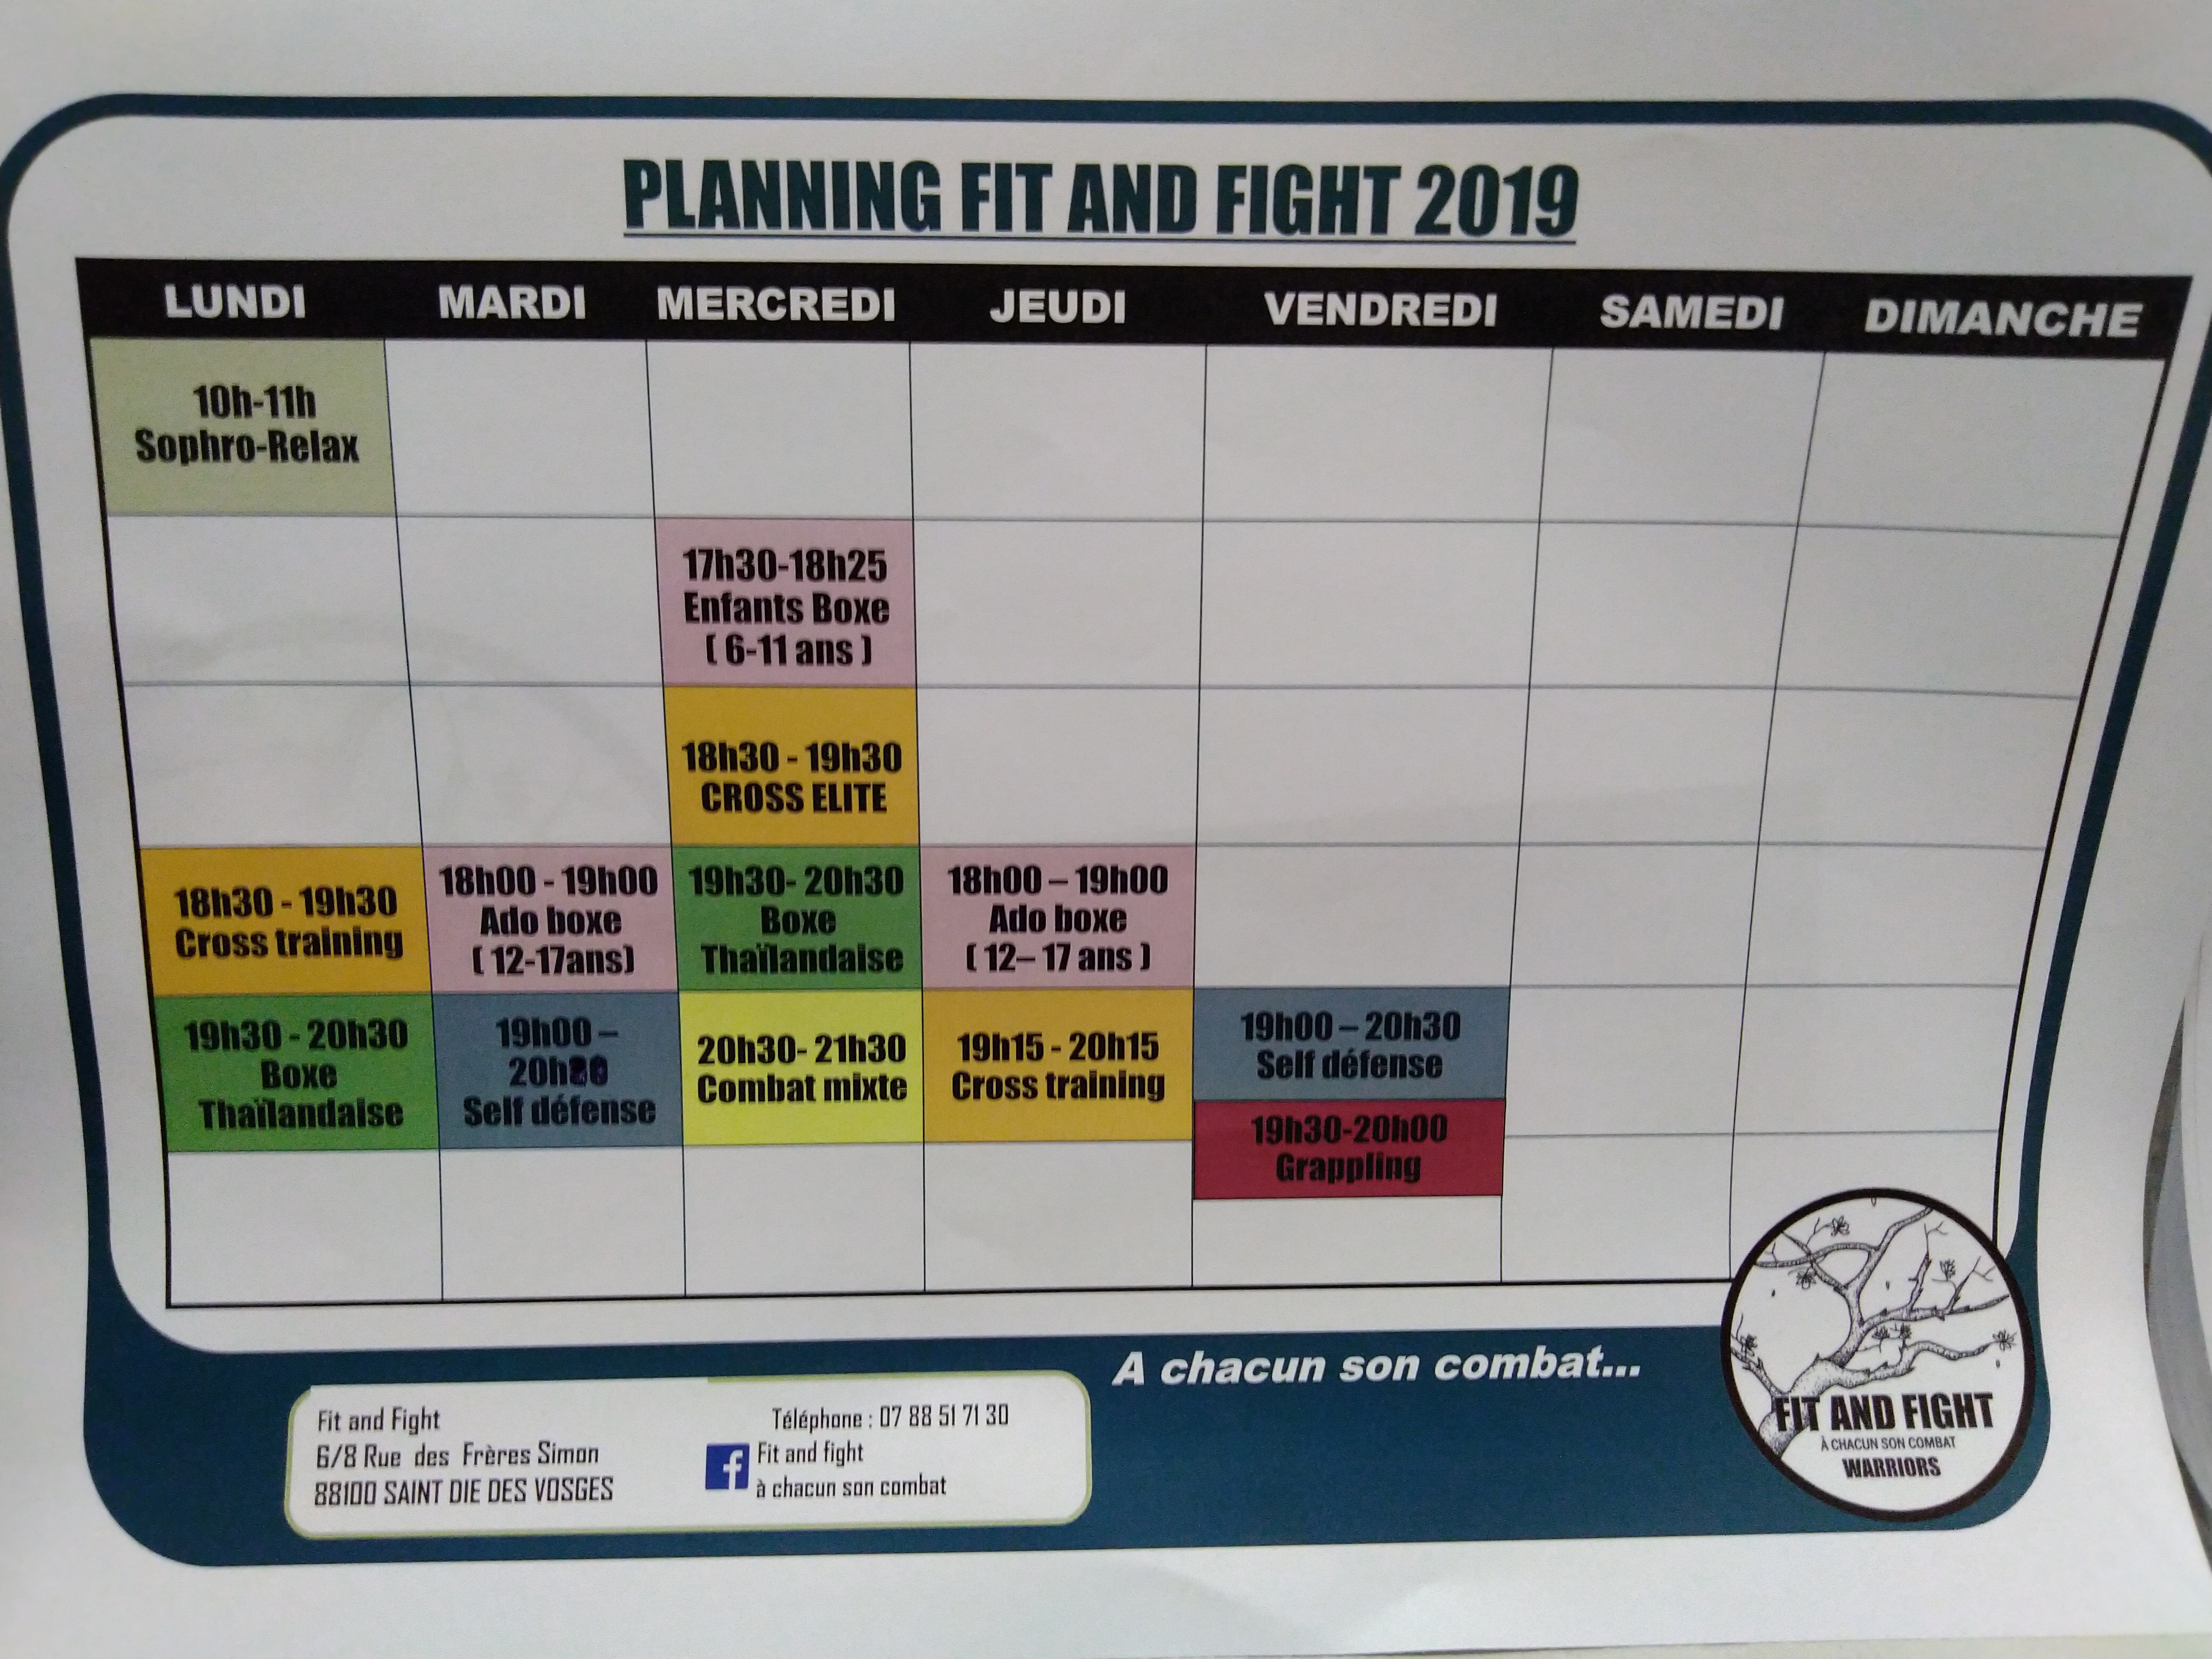 PLANNING FIT AND FIGHT 2019
LUNDI MARDI MERCREDI JEUDI VENDREDI SAMEDI DIMANCHE
10h-11h
Sophro-Relax
17h30-18h25
Enfants Boxe
( 6-11 ans )
18h30 - 19h30
CROSS ELITE
18h30 - 19h30
Cross training
18h00 - 19h00
Ado boxe
( 12-17ans)
19h30- 20h30
Boxe
Thaïlandaise
18h00 – 19h00
Ado boxe
( 12– 17 ans )
19h30 - 20h30
Boxe
Thaïlandaise
19h00 –
Self défense
20h30- 21h30
Combat mixte
19h15 - 20h15
Cross training
19h00 – 20h30
Self défense
19h30-20h00
Grappling
A chacun son combat...
Fit and Fight
6/8 Rue des Frères Simon
88100 SAINT DIE DES VOSGES
Téléphone : 07 88 51 71 30
f Fit and fight
à chacun son combat
FIT AND FIGHT
À CHACUN SON COMBAT
WARRIORS